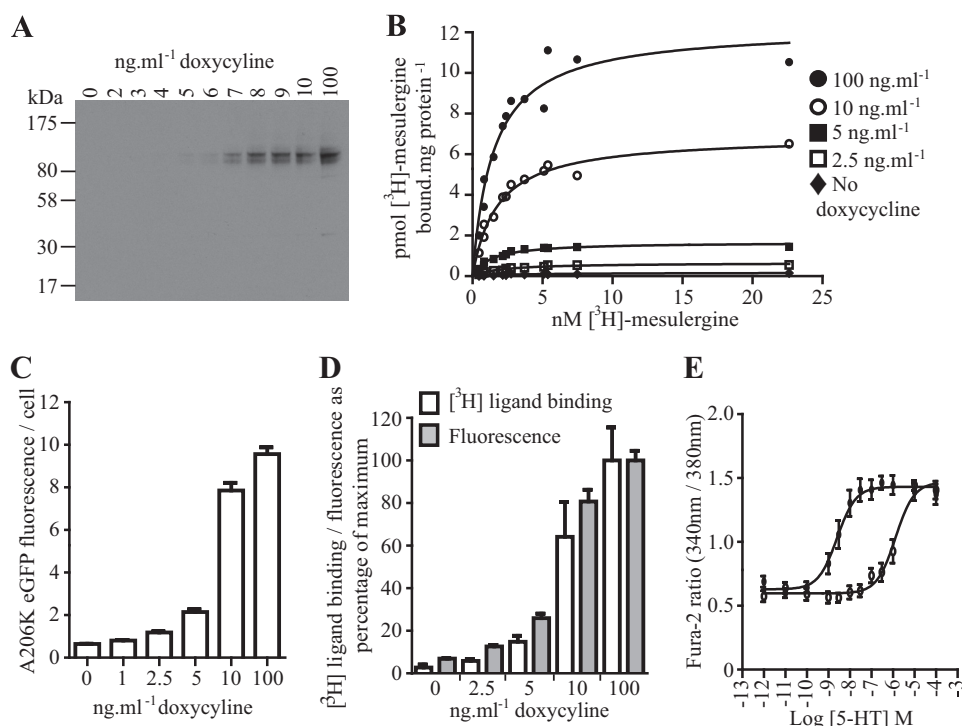 A
ng.ml-1 doxycyline
kDa
0 2 3 4 5 6 7 8 9 10 100
175
80
58
30
17
B
pmol [3H]-mesulergine
bound.mg protein-1
12
10
8
6
4
2
0
0 5 10 15 20 25
nM [3H]-mesulergine
100 ng.ml-1
10 ng.ml-1
5 ng.ml-1
2.5 ng.ml-1
No
doxycycline
C
A206K eGFP fluorescence / cell
12
10
8
6
4
2
0
0 1 2.5 5 10 100
ng.ml-1 doxycyline
D
[3H] ligand binding / fluorescence as
percentage of maximum
[3H] ligand binding
Fluorescence
100
80
60
40
20
0
0 2.5 5 10 100
ng.ml-1 doxycyline
E
Fura-2 ratio (340nm / 380nm)
2.0
1.5
1.0
0.5
0.0
-13 -12 -11 -10 -9 -8 -7 -6 -5 -4 -3
Log [5-HT] M